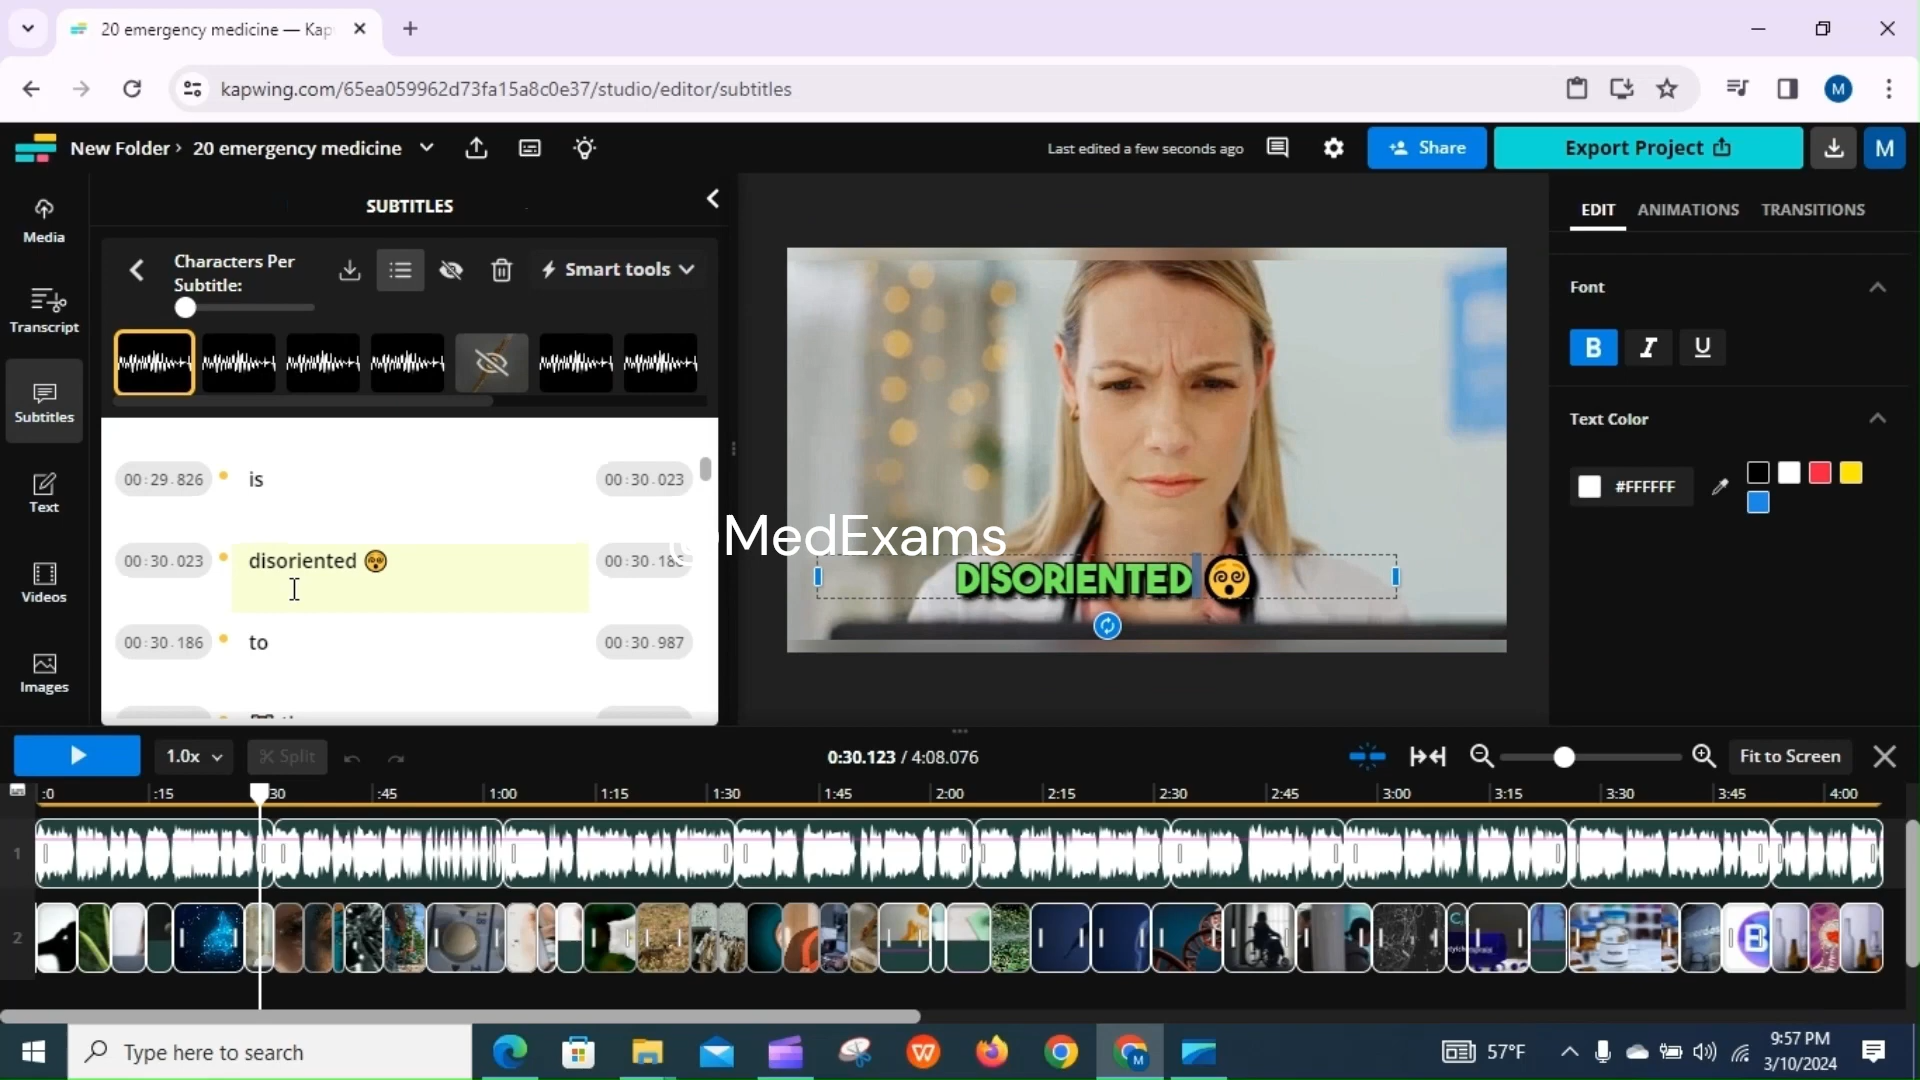 20 emergency medicine — Kap
kapwing.com/65ea059962d73fa15a8c0e37/studio/editor/subtitles
M
New Folder › 20 emergency medicine
Last edited a few seconds ago
Share
Export Project
M
Media
Transcript
Subtitles
Text
Videos
Images
SUBTITLES
Characters Per
Subtitle:
Smart tools
00:29.826 is 00:30.023
00:30.023 disoriented 😵 00:30.186
00:30.186 to 00:30.987
@MedExams
DISORIENTED 😵
EDIT ANIMATIONS TRANSITIONS
Font
B I U
Text Color
#FFFFFF
1.0x Split
0:30.123 / 4:08.076
Fit to Screen
:0 :15 :30 :45 1:00 1:15 1:30 1:45 2:00 2:15 2:30 2:45 3:00 3:15 3:30 3:45 4:00
1
2
Type here to search
57°F
9:57 PM
3/10/2024